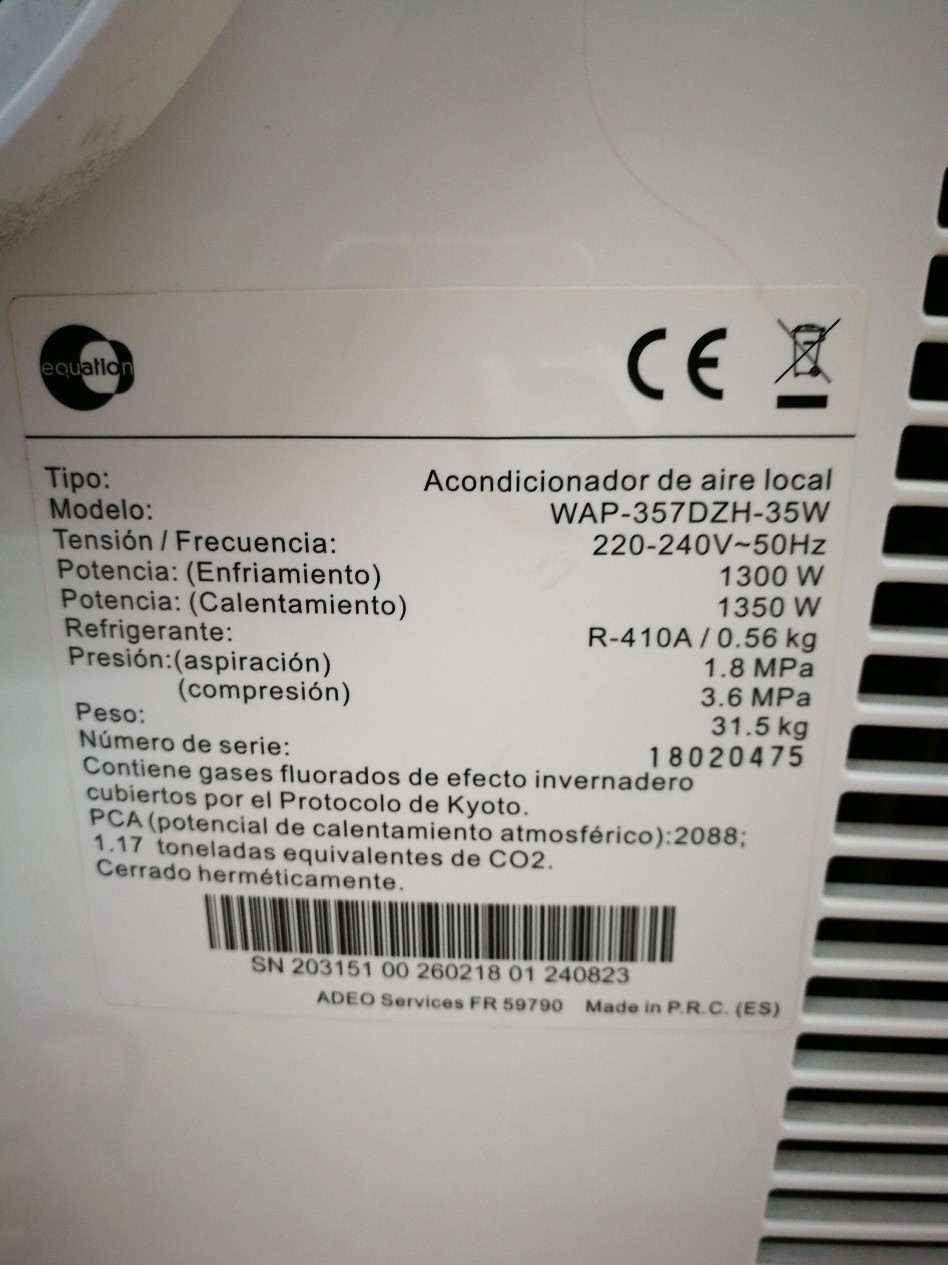 equation
CE
Tipo: Acondicionador de aire local
Modelo: WAP-357DZH-35W
Tensión / Frecuencia: 220-240V~50Hz
Potencia: (Enfriamiento) 1300 W
Potencia: (Calentamiento) 1350 W
Refrigerante: R-410A / 0.56 kg
Presión:(aspiración) 1.8 MPa
(compresión) 3.6 MPa
Peso: 31.5 kg
Número de serie: 18020475
Contiene gases fluorados de efecto invernadero
cubiertos por el Protocolo de Kyoto.
PCA (potencial de calentamiento atmosférico):2088;
1.17 toneladas equivalentes de CO2.
Cerrado herméticamente.
SN 203151 00 260218 01 240823
ADEO Services FR 59790 Made in P.R.C. (ES)